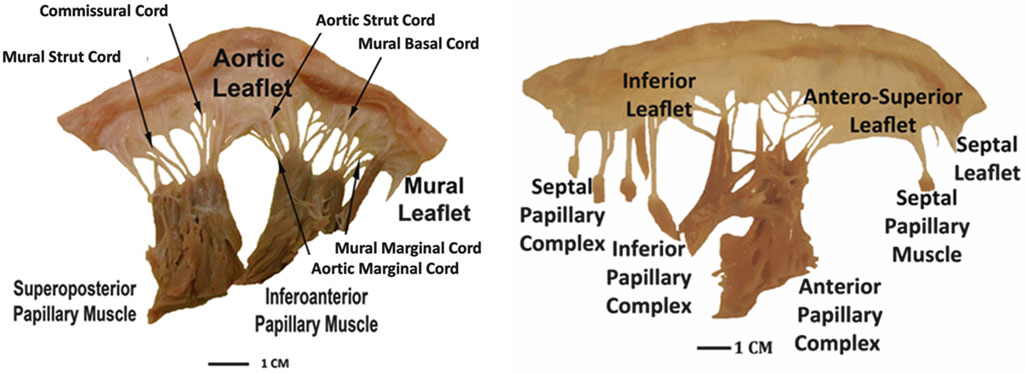 Commissural Cord
Mural Strut Cord
Aortic
Leaflet
Aortic Strut Cord
Mural Basal Cord
Mural
Leaflet
Mural Marginal Cord
Aortic Marginal Cord
Superoposterior
Papillary Muscle
Inferoanterior
Papillary Muscle
1 CM
Inferior
Leaflet
Antero-Superior
Leaflet
Septal
Leaflet
Septal
Papillary
Complex
Septal
Papillary
Muscle
Inferior
Papillary
Complex
Anterior
Papillary
Complex
1 CM